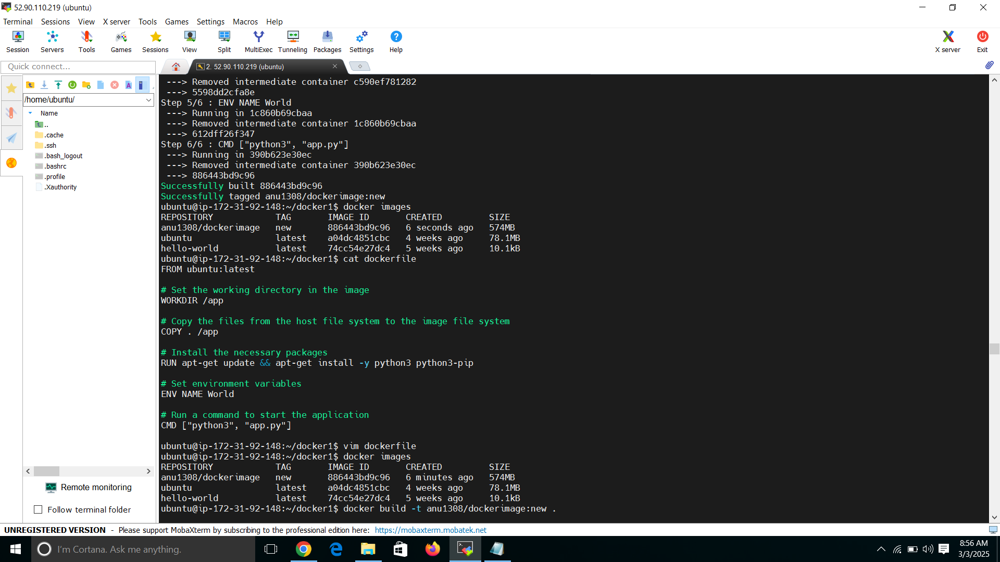 52.90.110.219 (ubuntu)
Terminal Sessions View X server Tools Games Settings Macros Help
Session Servers Tools Games Sessions View Split MultiExec Tunneling Packages Settings Help X server Exit
Quick connect...
2. 52.90.110.219 (ubuntu)
/home/ubuntu/
Name
..
.cache
.ssh
.bash_logout
.bashrc
.profile
.Xauthority
Remote monitoring
Follow terminal folder
---> Removed intermediate container c590ef781282
---> 5598dd2cfa8e
Step 5/6 : ENV NAME World
---> Running in 1c860b69cbaa
---> Removed intermediate container 1c860b69cbaa
---> 612dff26f347
Step 6/6 : CMD ["python3", "app.py"]
---> Running in 390b623e30ec
---> Removed intermediate container 390b623e30ec
---> 886443bd9c96
Successfully built 886443bd9c96
Successfully tagged anu1308/dockerimage:new
ubuntu@ip-172-31-92-148:~/docker1$ docker images
REPOSITORY TAG IMAGE ID CREATED SIZE
anu1308/dockerimage new 886443bd9c96 6 seconds ago 574MB
ubuntu latest a04dc4851cbc 4 weeks ago 78.1MB
hello-world latest 74cc54e27dc4 5 weeks ago 10.1kB
ubuntu@ip-172-31-92-148:~/docker1$ cat dockerfile
FROM ubuntu:latest
# Set the working directory in the image
WORKDIR /app
# Copy the files from the host file system to the image file system
COPY . /app
# Install the necessary packages
RUN apt-get update && apt-get install -y python3 python3-pip
# Set environment variables
ENV NAME World
# Run a command to start the application
CMD ["python3", "app.py"]
ubuntu@ip-172-31-92-148:~/docker1$ vim dockerfile
ubuntu@ip-172-31-92-148:~/docker1$ docker images
REPOSITORY TAG IMAGE ID CREATED SIZE
anu1308/dockerimage new 886443bd9c96 6 minutes ago 574MB
ubuntu latest a04dc4851cbc 4 weeks ago 78.1MB
hello-world latest 74cc54e27dc4 5 weeks ago 10.1kB
ubuntu@ip-172-31-92-148:~/docker1$ docker build -t anu1308/dockerimage:new .
UNREGISTERED VERSION - Please support MobaXterm by subscribing to the professional edition here: https://mobaxterm.mobatek.net
I'm Cortana. Ask me anything.
8:56 AM
3/3/2025